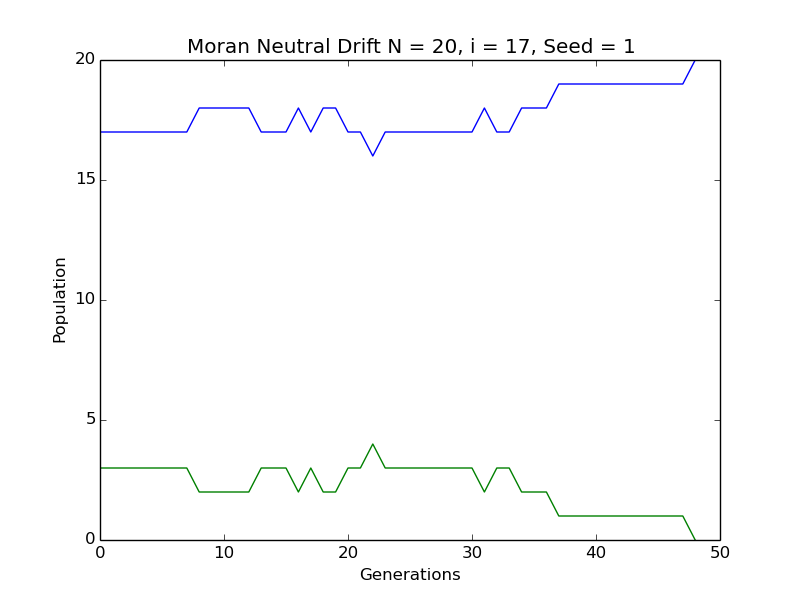 Moran Neutral Drift N = 20, i = 17, Seed = 1
20
15
10
5
0
Population
0 10 20 30 40 50
Generations